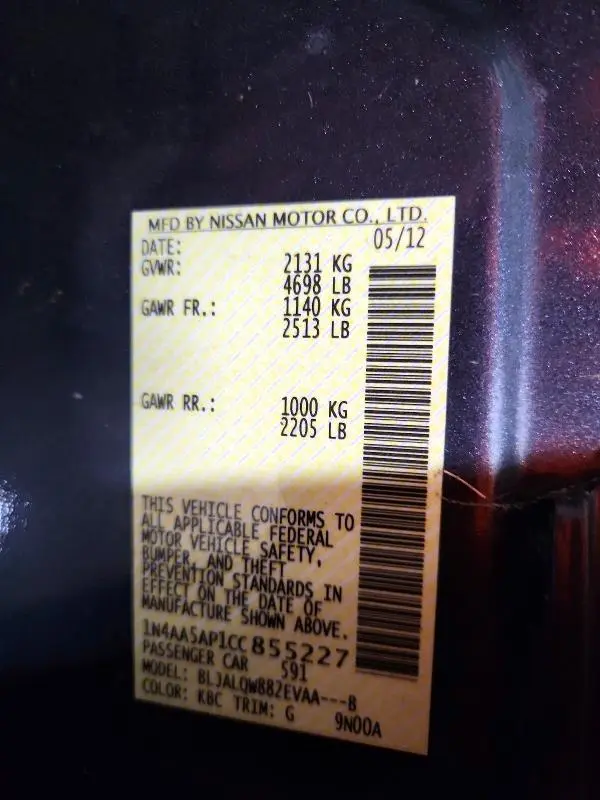 MFD BY NISSAN MOTOR CO., LTD.
DATE: 05/12
GVWR: 2131 KG
4698 LB
GAWR FR.: 1140 KG
2513 LB
GAWR RR.: 1000 KG
2205 LB
THIS VEHICLE CONFORMS TO
ALL APPLICABLE FEDERAL
MOTOR VEHICLE SAFETY,
BUMPER, AND THEFT
PREVENTION STANDARDS IN
EFFECT ON THE DATE OF
MANUFACTURE SHOWN ABOVE.
1N4AA5AP1CC855227
PASSENGER CAR 591
MODEL: BLJALQW882EVAA---B
COLOR: KBC TRIM: G 9N00A